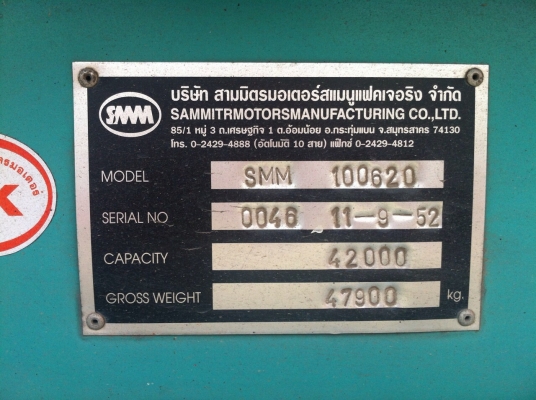 SMM
บริษัท สามมิตรมอเตอร์สแมนูแฟคเจอริง จำกัด
SAMMITRMOTORSMANUFACTURING CO.,LTD.
85/1 หมู่ 3 ถ.เศรษฐกิจ 1 ต.อ้อมน้อย อ.กระทุ่มแบน จ.สมุทรสาคร 74130
โทร. 0-2429-4888 (อัตโนมัติ 10 สาย) แฟ็กซ์ 0-2429-4812
MODEL SMM 100620
SERIAL NO 0046 11-9-52
CAPACITY 42000
GROSS WEIGHT 47900 kg.